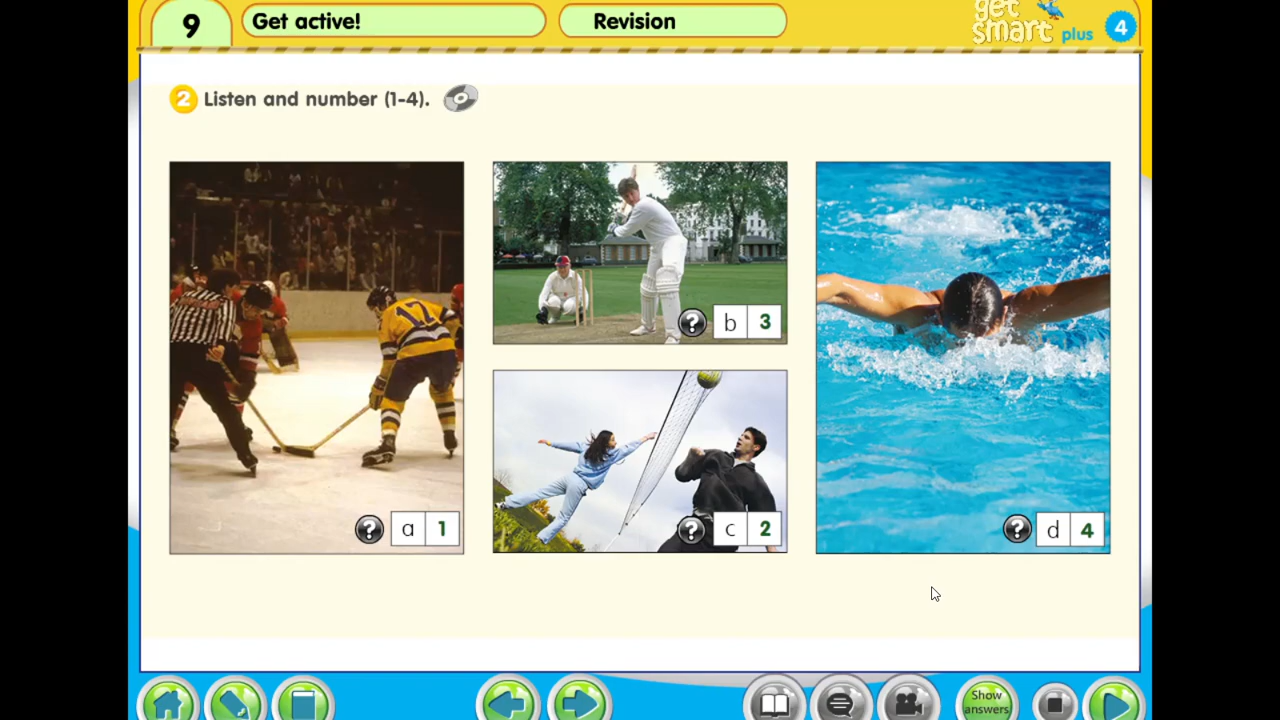 9
Get active!
Revision
get
smart plus 4
2 Listen and number (1-4).
17
a 1
? b 3
? c 2
? d 4
?
Show
answers